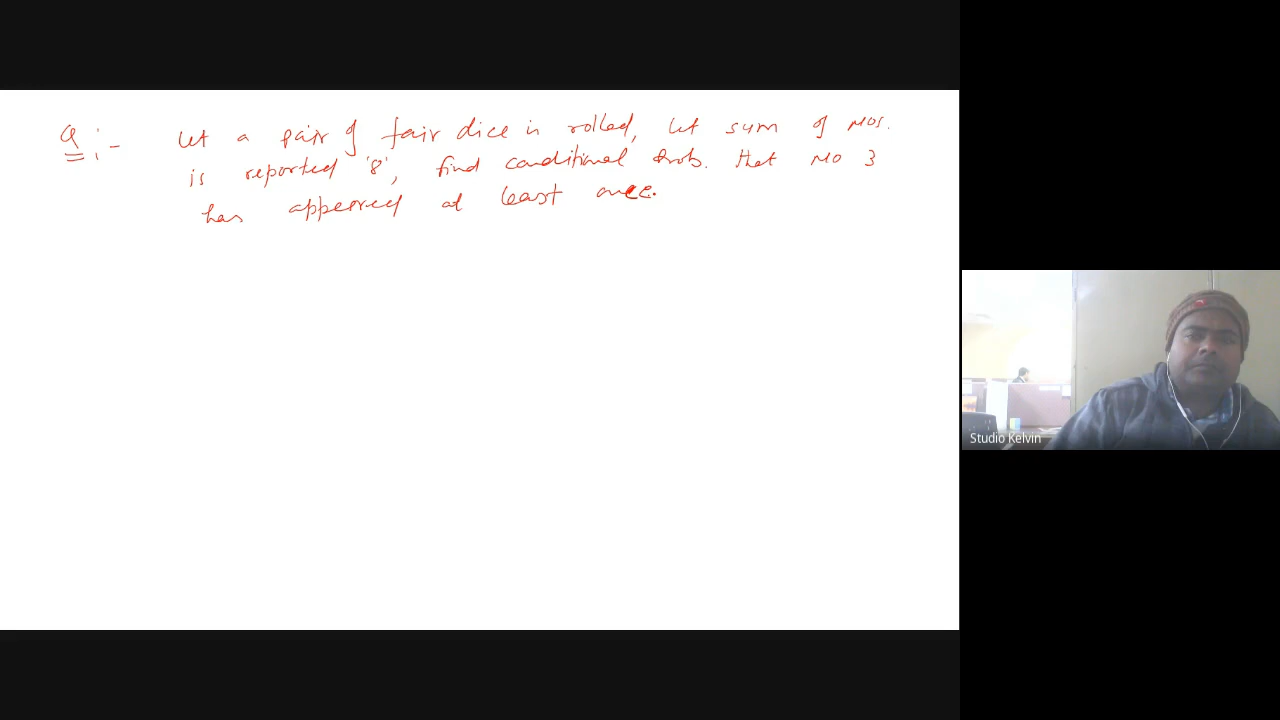 Q:- Let a pair of fair dice is rolled, let sum of nos.
is reported '8', find conditional prob. that no 3
has appeared at least once.
Studio Kelvin